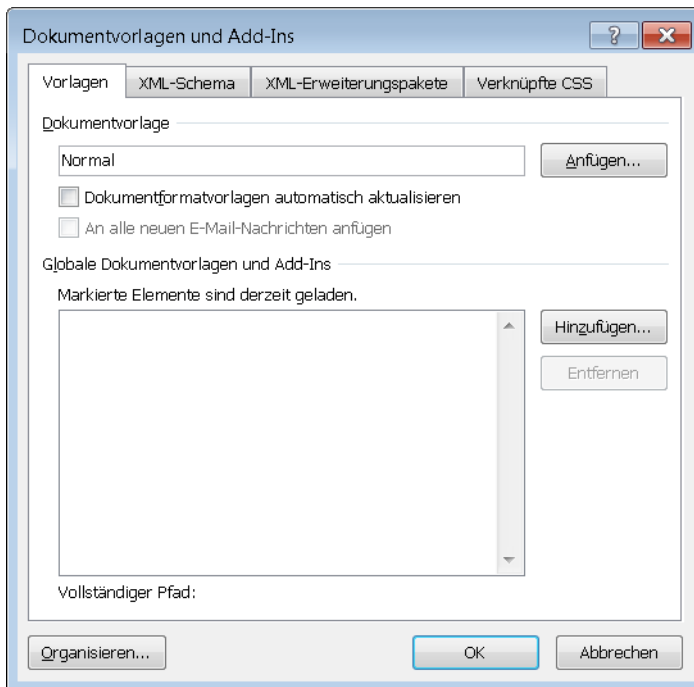 Dokumentvorlagen und Add-Ins
Vorlagen XML-Schema XML-Erweiterungspakete Verknüpfte CSS
Dokumentvorlage
Normal Anfügen...
Dokumentformatvorlagen automatisch aktualisieren
An alle neuen E-Mail-Nachrichten anfügen
Globale Dokumentvorlagen und Add-Ins
Markierte Elemente sind derzeit geladen.
Hinzufügen...
Entfernen
Vollständiger Pfad:
Organisieren... OK Abbrechen